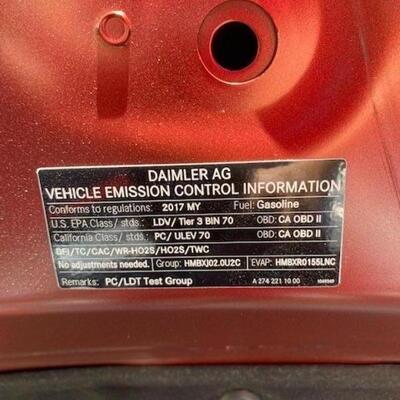 DAIMLER AG
VEHICLE EMISSION CONTROL INFORMATION
Conforms to regulations: 2017 MY Fuel: Gasoline
U.S. EPA Class/ stds.: LDV/ Tier 3 BIN 70 OBD: CA OBD II
California Class/ stds.: PC/ ULEV 70 OBD: CA OBD II
DFI/TC/CAC/WR-HO2S/HO2S/TWC
No adjustments needed. Group: HMBXJ02.0U2C EVAP: HMBXR0155LNC
Remarks: PC/LDT Test Group A 274 221 10 00